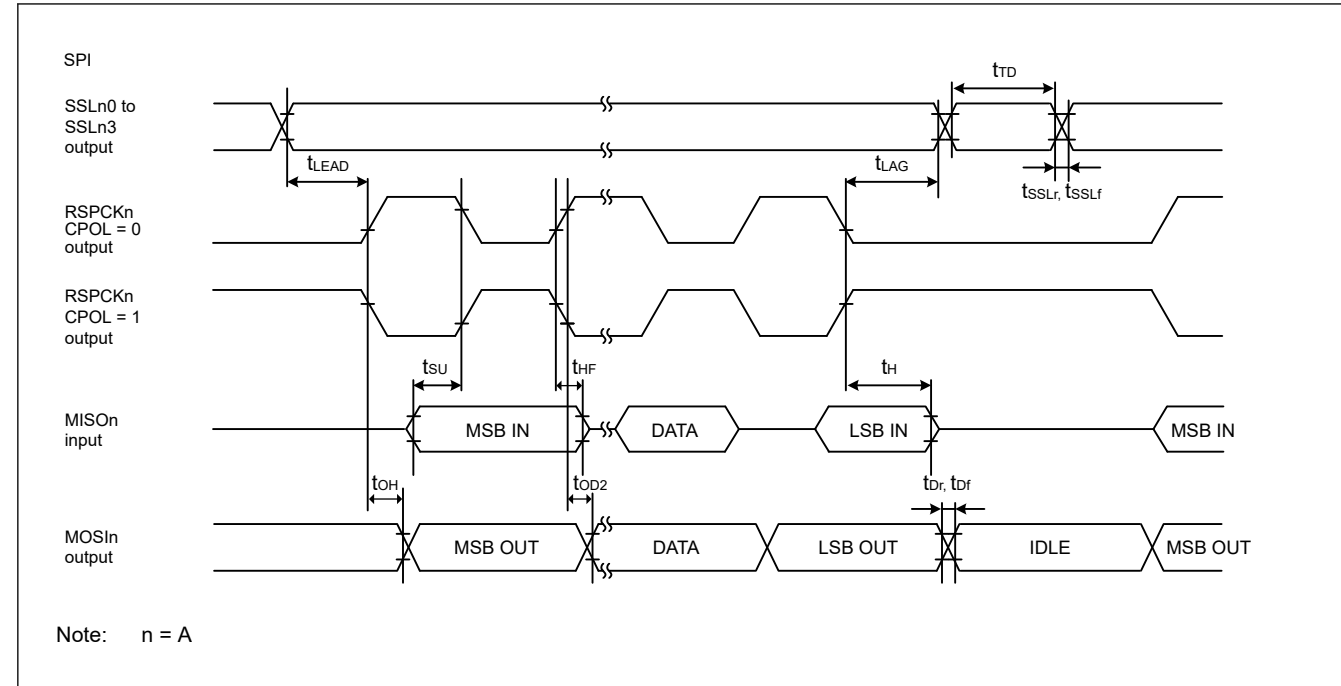 SPI
SSLn0 to
SSLn3
output
tTD
tLEAD
tLAG
tSSLr, tSSLf
RSPCKn
CPOL = 0
output
RSPCKn
CPOL = 1
output
tSU
tHF
tH
MISOn
input
MSB IN
DATA
LSB IN
MSB IN
tOH
tOD2
tDr, tDf
MOSIn
output
MSB OUT
DATA
LSB OUT
IDLE
MSB OUT
Note: n = A